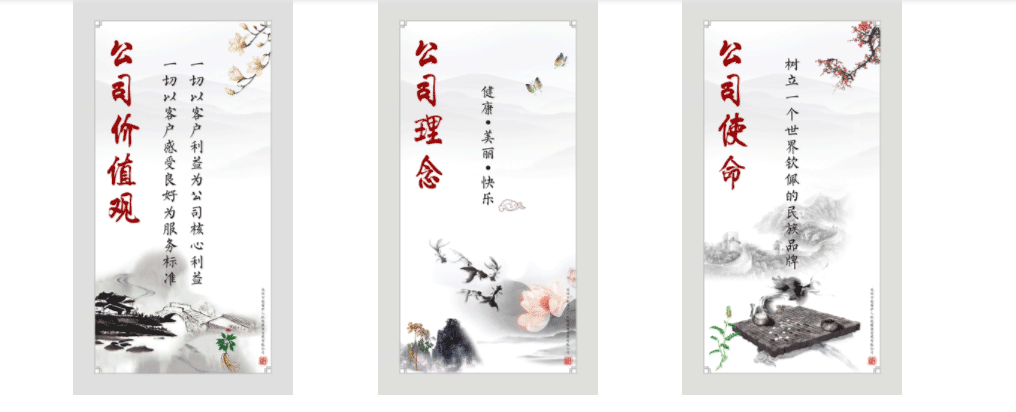 公司价值观
一切以客户利益为公司核心利益
一切以客户感受良好为服务标准
公司理念
健康•美丽•快乐
公司使命
树立一个世界钦佩的民族品牌